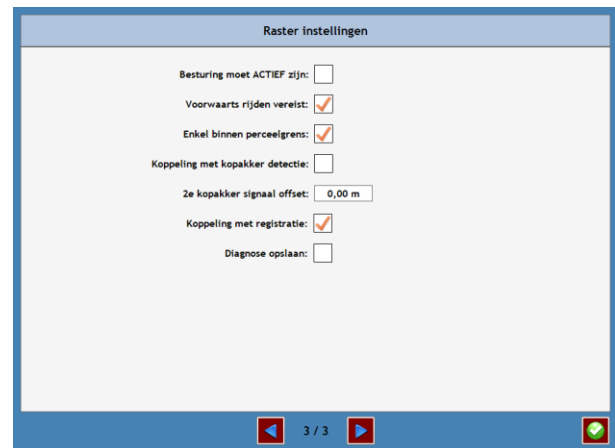 Raster instellingen
Besturing moet ACTIEF zijn:
Voorwaarts rijden vereist:
Enkel binnen perceelgrens:
Koppeling met kopakker detectie:
2e kopakker signaal offset: 0,00 m
Koppeling met registratie:
Diagnose opslaan:
3 / 3